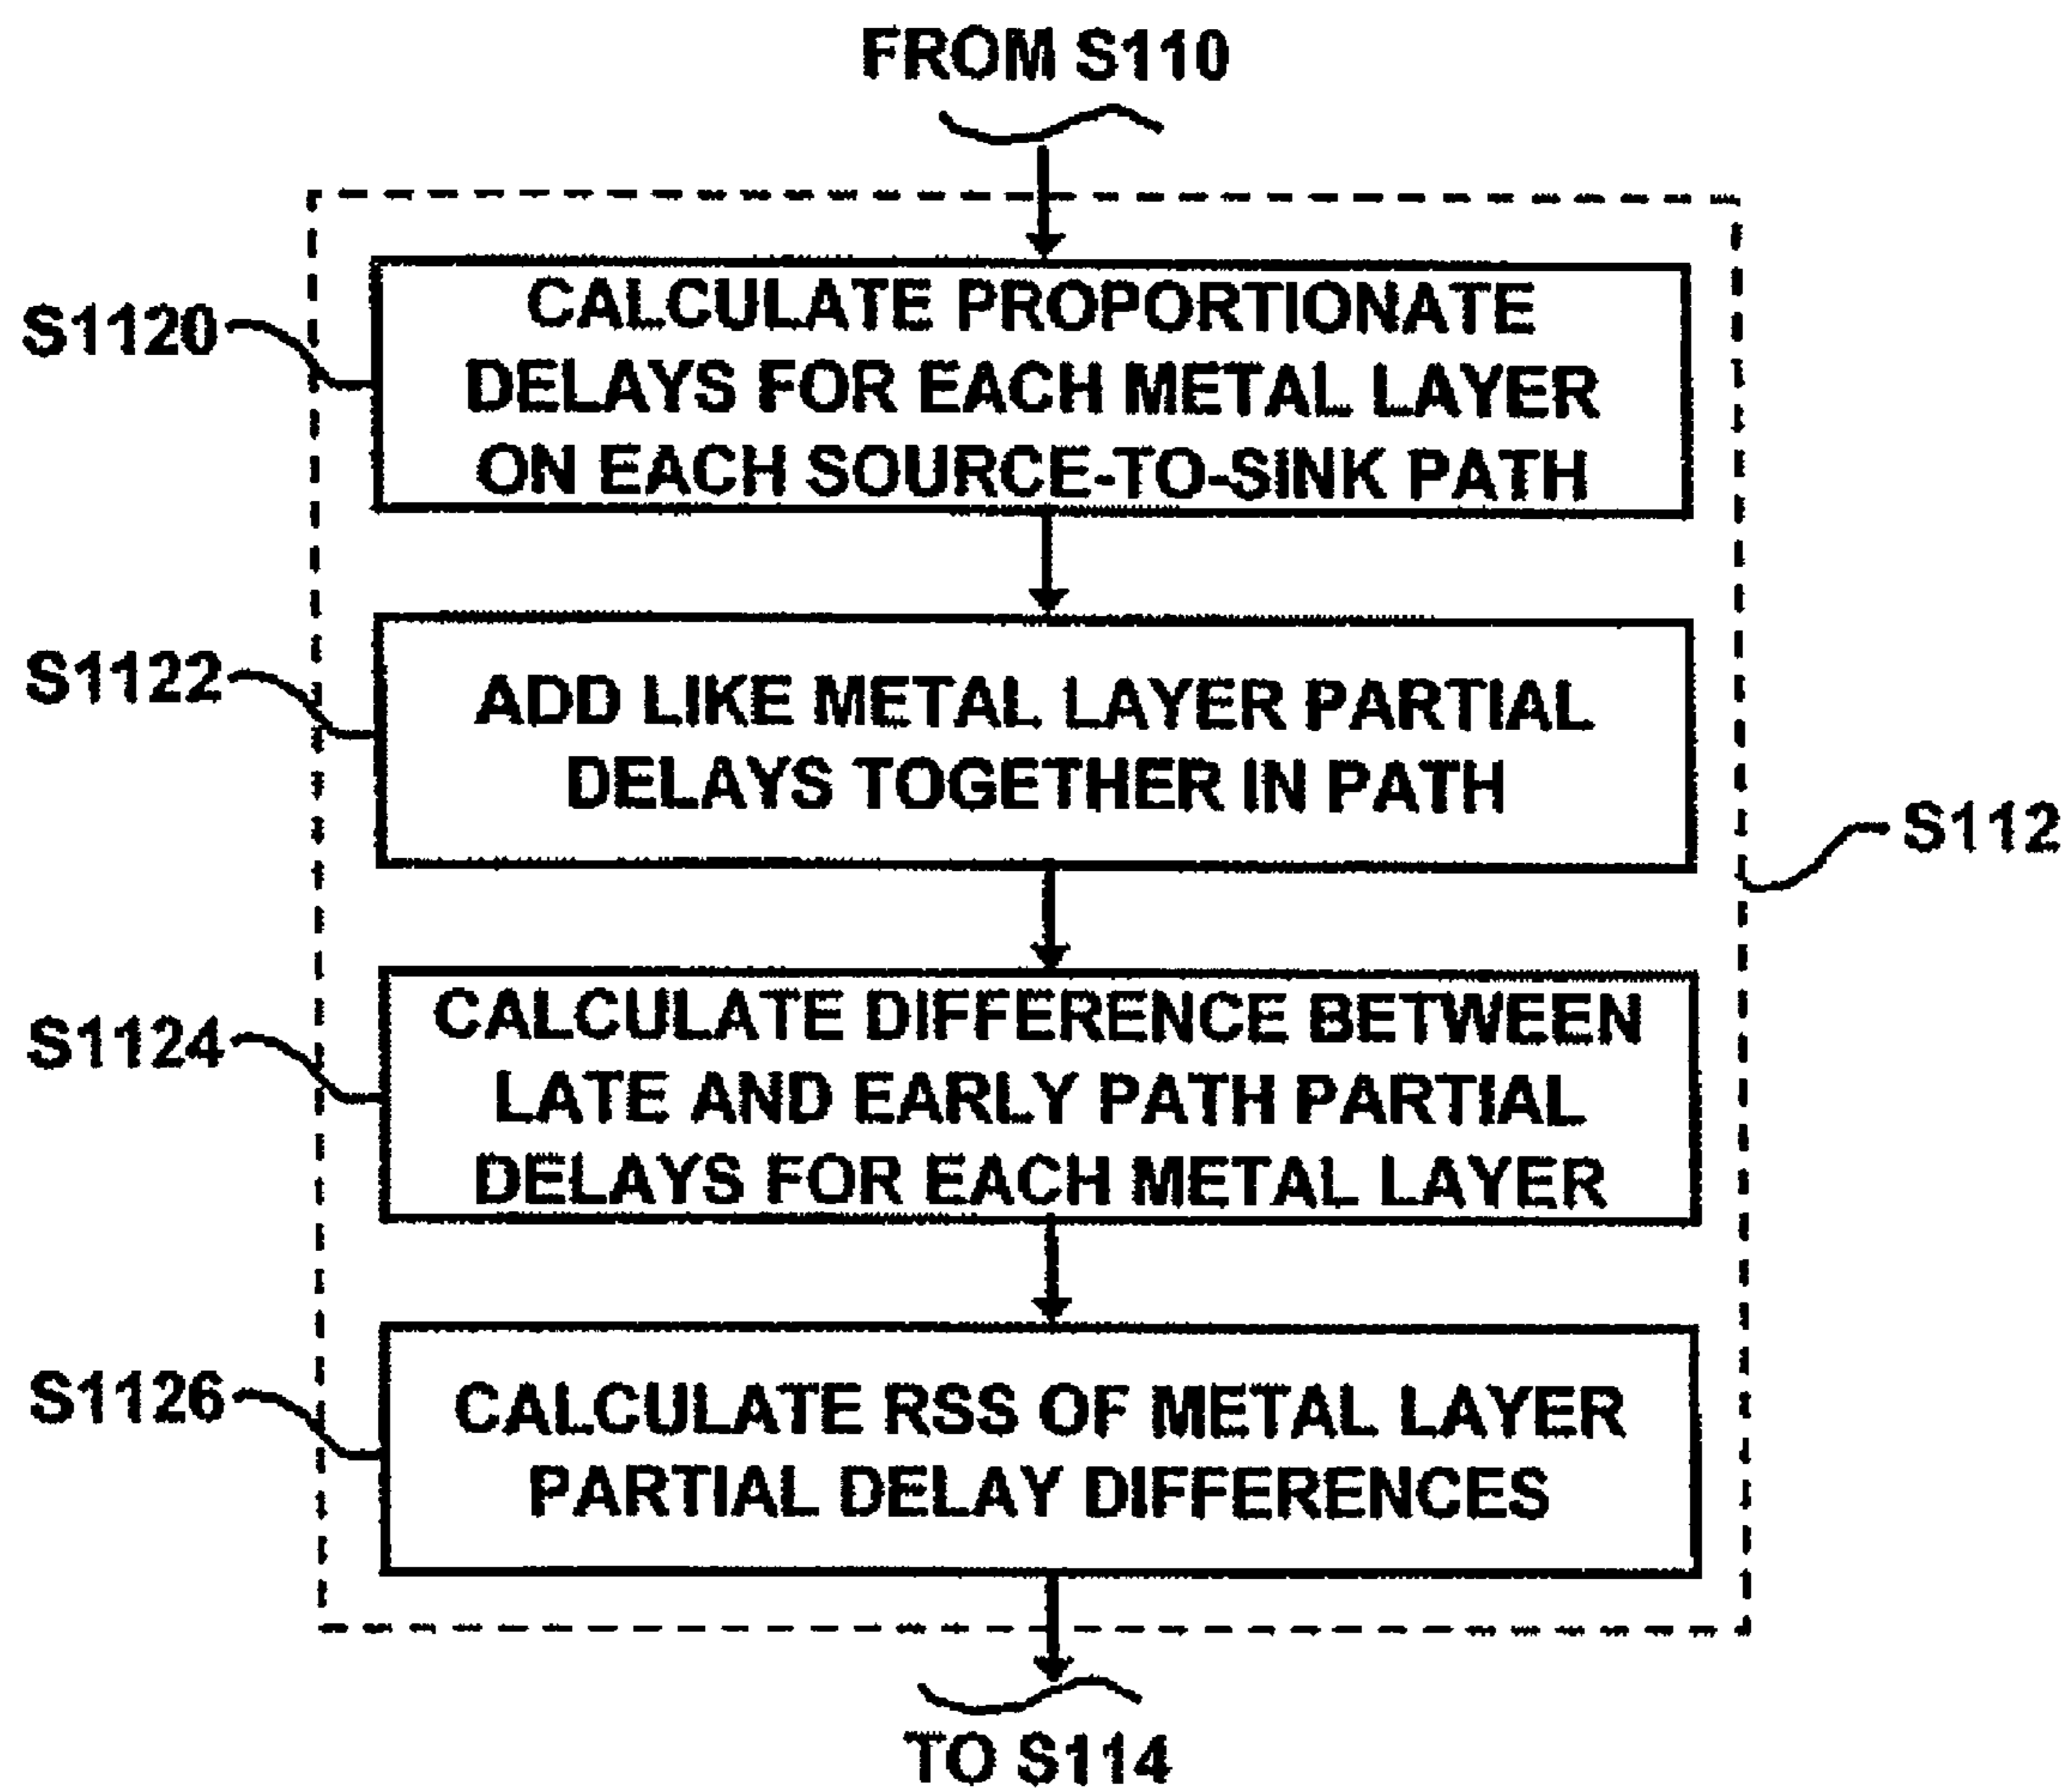 FROM S110
S1120
CALCULATE PROPORTIONATE
DELAYS FOR EACH METAL LAYER
ON EACH SOURCE-TO-SINK PATH
S1122
ADD LIKE METAL LAYER PARTIAL
DELAYS TOGETHER IN PATH
S112
S1124
CALCULATE DIFFERENCE BETWEEN
LATE AND EARLY PATH PARTIAL
DELAYS FOR EACH METAL LAYER
S1126
CALCULATE RSS OF METAL LAYER
PARTIAL DELAY DIFFERENCES
TO S114